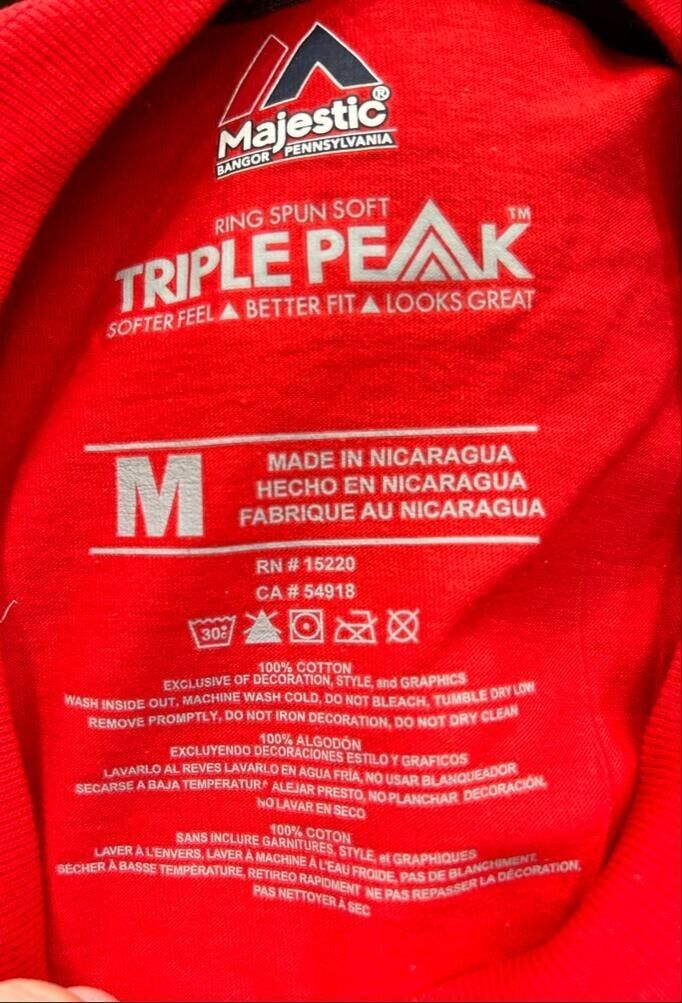 Majestic®
BANGOR PENNSYLVANIA
RING SPUN SOFT
TRIPLE PEAK™
SOFTER FEEL ▲ BETTER FIT ▲ LOOKS GREAT
M
MADE IN NICARAGUA
HECHO EN NICARAGUA
FABRIQUE AU NICARAGUA
RN # 15220
CA # 54918
30°
100% COTTON
EXCLUSIVE OF DECORATION, STYLE, and GRAPHICS
WASH INSIDE OUT, MACHINE WASH COLD, DO NOT BLEACH, TUMBLE DRY LOW
REMOVE PROMPTLY, DO NOT IRON DECORATION, DO NOT DRY CLEAN
100% ALGODÓN
EXCLUYENDO DECORACIONES ESTILO Y GRAFICOS
LAVARLO AL REVES LAVARLO EN AGUA FRÍA, NO USAR BLANQUEADOR
SECARSE A BAJA TEMPERATURA ALEJAR PRESTO, NO PLANCHAR DECORACIÓN,
NO LAVAR EN SECO
100% COTON
SANS INCLURE GARNITURES, STYLE, et GRAPHIQUES
LAVER À L'ENVERS, LAVER À MACHINE À L'EAU FROIDE, PAS DE BLANCHIMENT
SÉCHER À BASSE TEMPÉRATURE, RETIREO RAPIDMENT NE PAS REPASSER LA DÉCORATION,
PAS NETTOYER À SEC